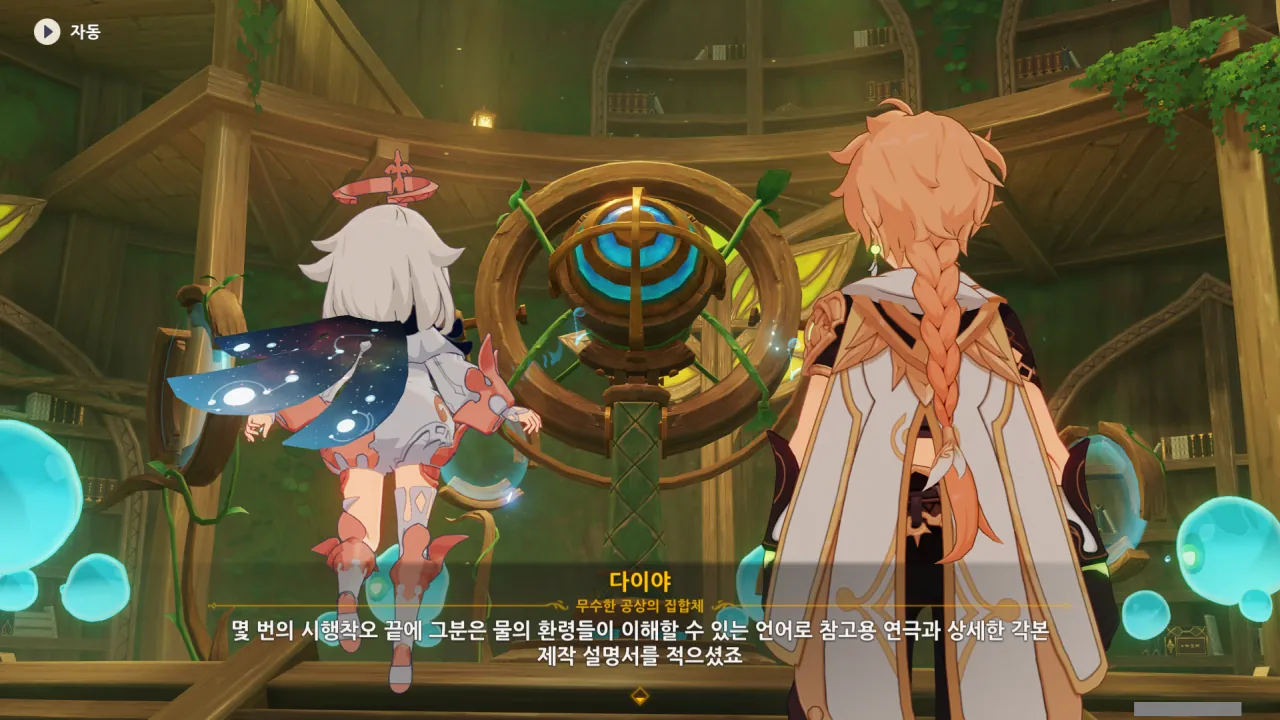 자동
다이야
무수한 공상의 집합체
몇 번의 시행착오 끝에 그분은 물의 환령들이 이해할 수 있는 언어로 참고용 연극과 상세한 각본
제작 설명서를 적으셨죠